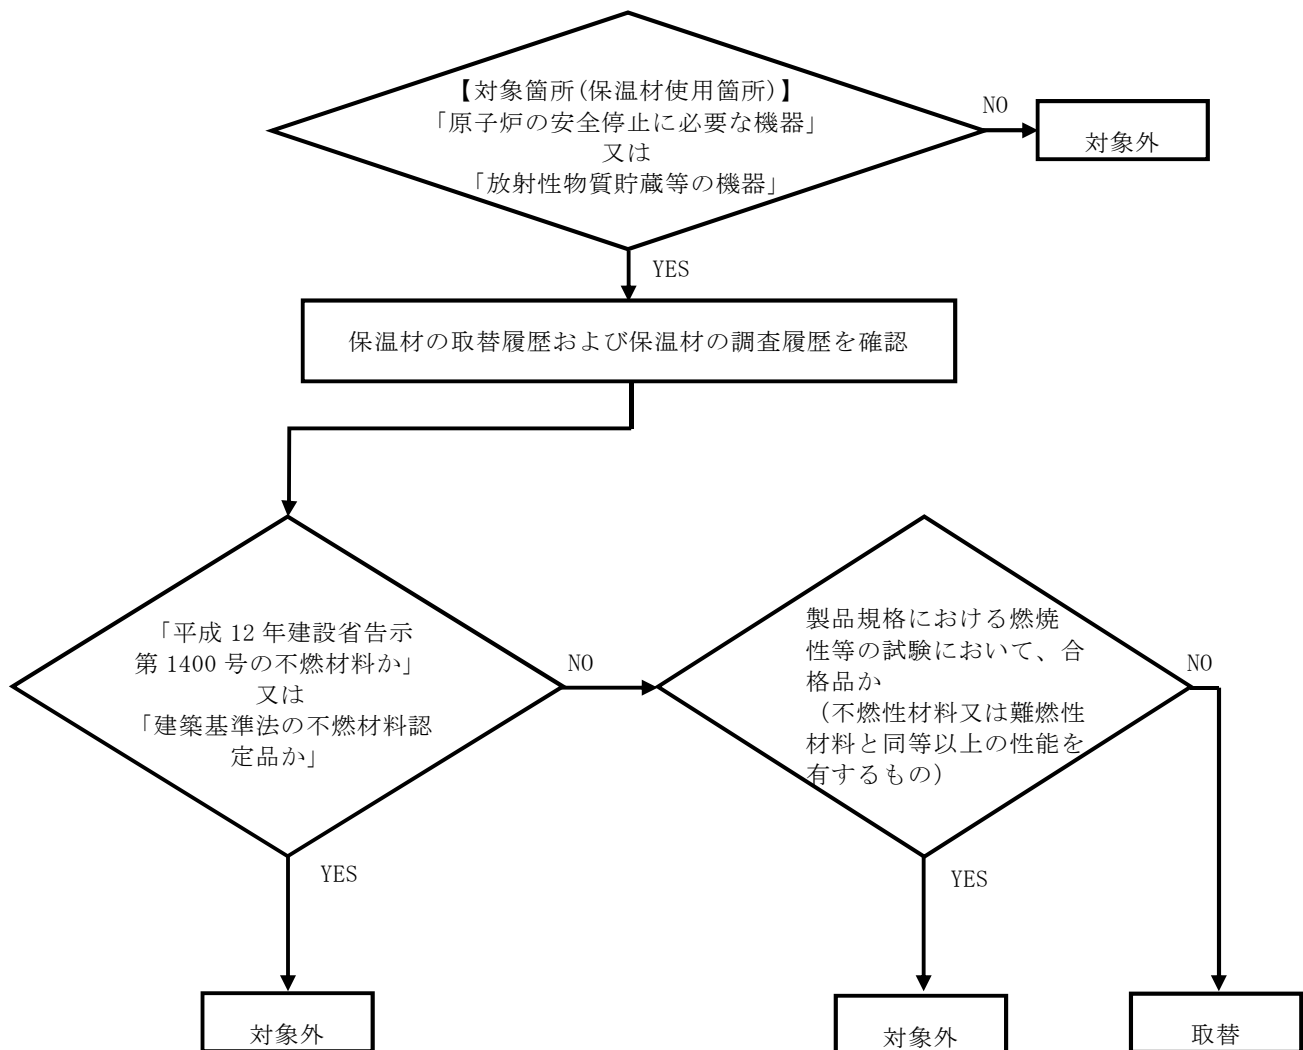 【対象箇所(保温材使用箇所)】
「原子炉の安全停止に必要な機器」
又は
「放射性物質貯蔵等の機器」
NO
対象外
YES
保温材の取替履歴および保温材の調査履歴を確認
「平成 12 年建設省告示
第 1400 号の不燃材料か」
又は
「建築基準法の不燃材料認
定品か」
NO
製品規格における燃焼
性等の試験において、合
格品か
（不燃性材料又は難燃性
材料と同等以上の性能を
有するもの）
NO
YES
YES
対象外
対象外
取替